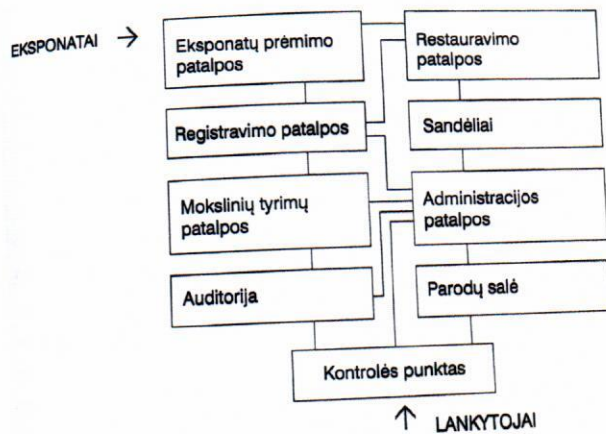 EKSPONATAI →
Eksponatų prėmimo
patalpos
Restauravimo
patalpos
Registravimo patalpos
Sandėliai
Mokslinių tyrimų
patalpos
Administracijos
patalpos
Auditorija
Parodų salė
Kontrolės punktas
↑ LANKYTOJAI